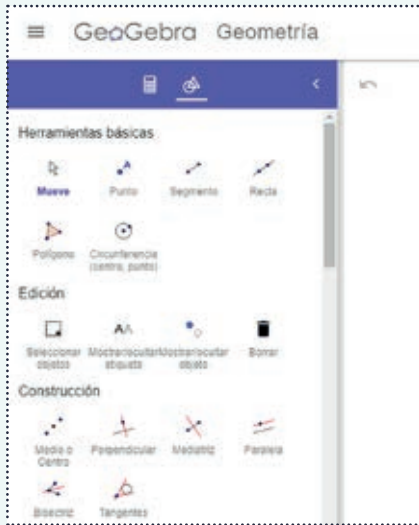 GeoGebra Geometría
Herramientas básicas
Mueve Punto Segmento Recta
Polígono Circunferencia
(centro, punto)
Edición
Seleccionar Mostrar/ocultar Mostrar/ocultar Borrar
objetos etiqueta objeto
Construcción
Medio o Perpendicular Mediatriz Paralela
Centro
Bisectriz Tangentes